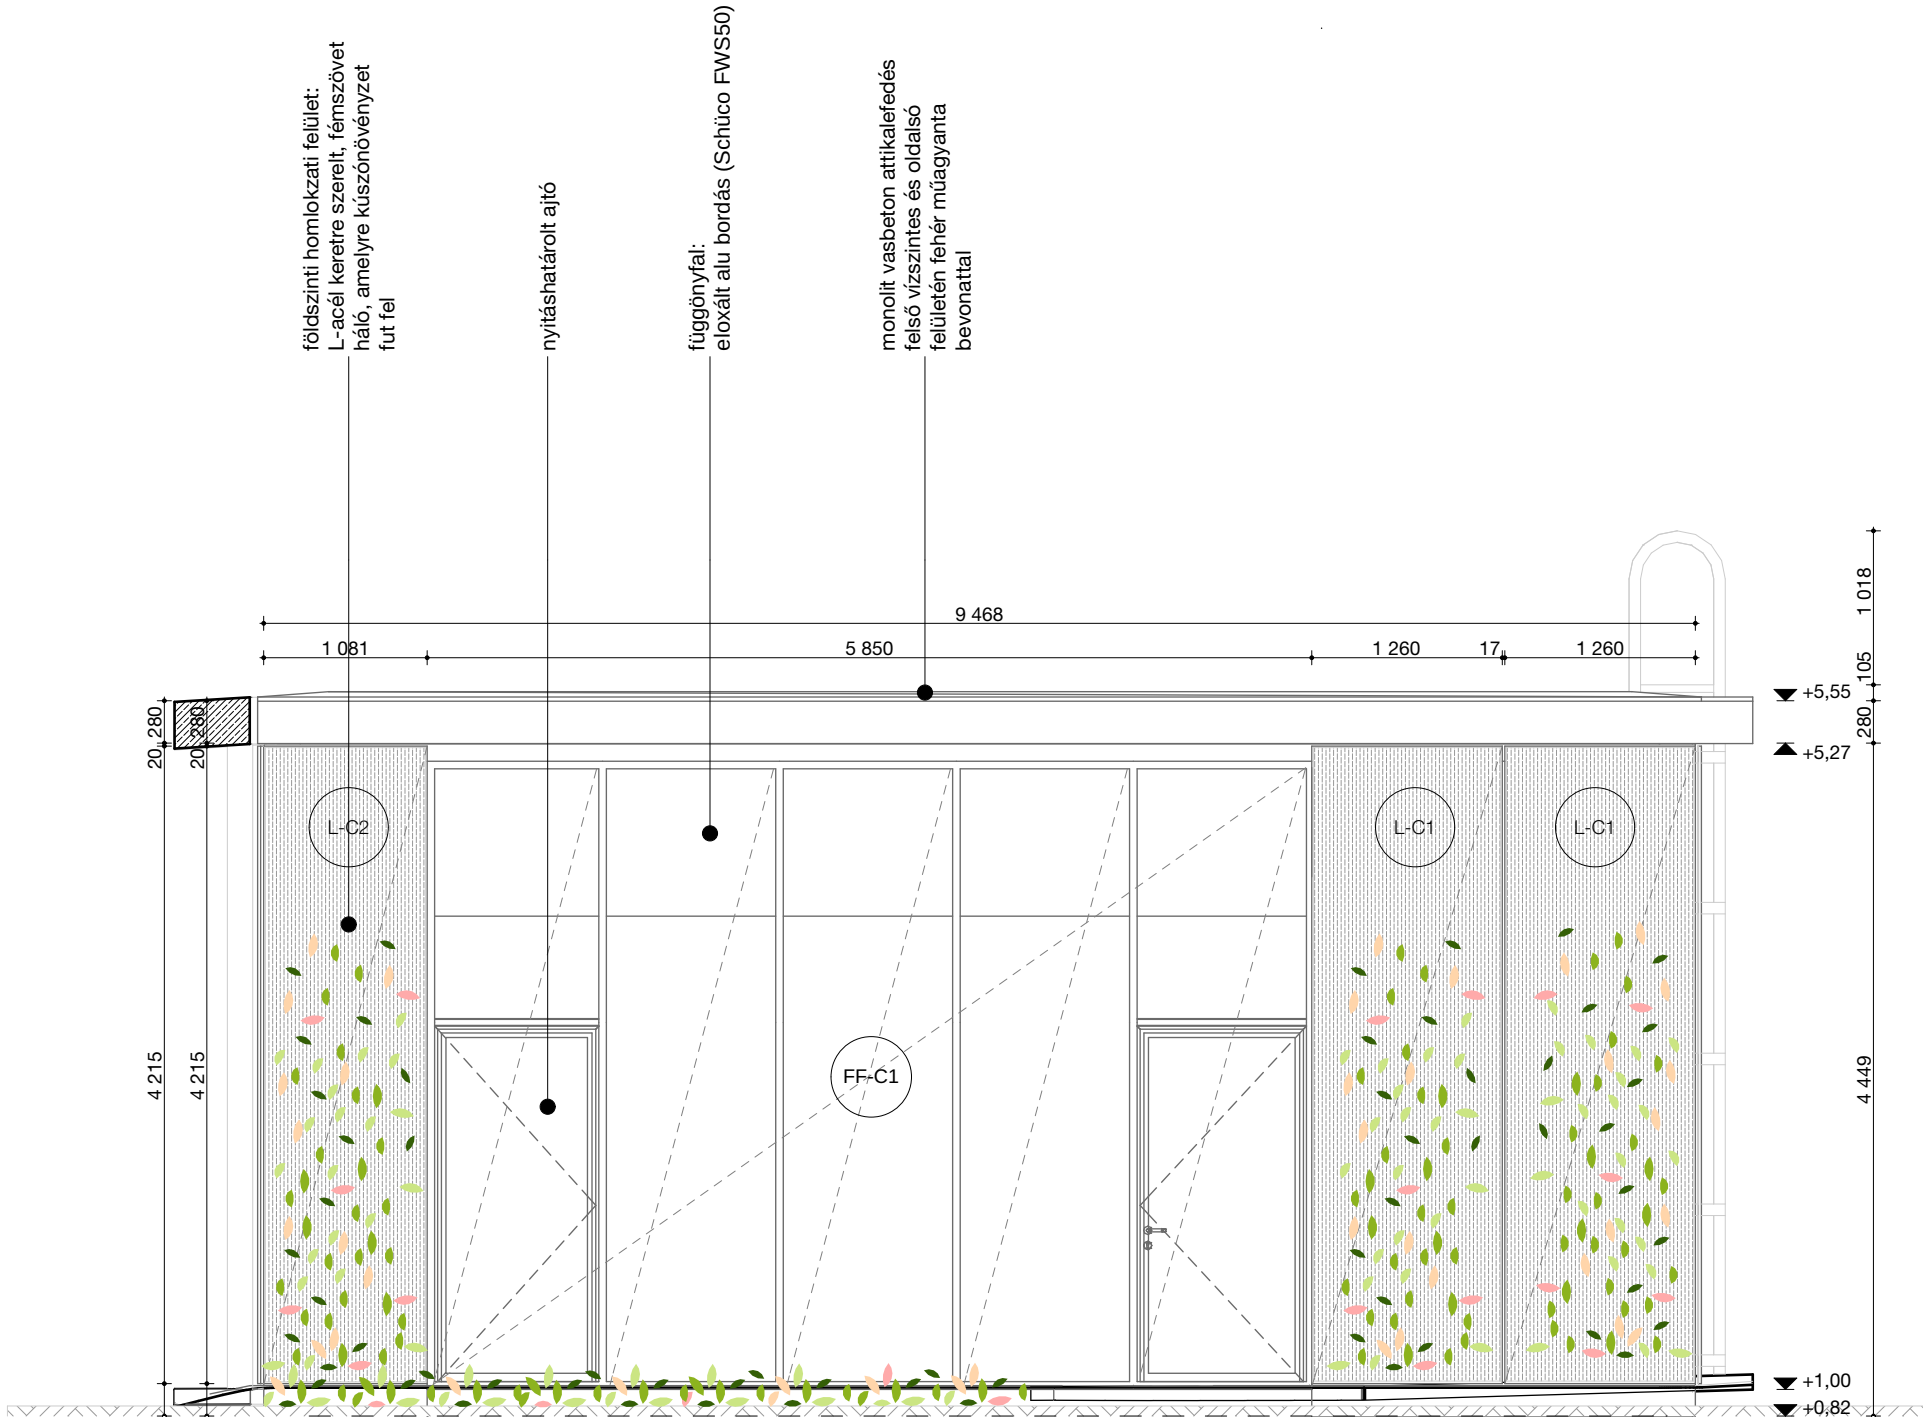 földszinti homlokzati felület:
L-acél keretre szerelt, fémszövet
háló, amelyre kúszónövényzet
fut fel
nyitáshatárolt ajtó
függönyfal:
eloxált alu bordás (Schüco FWS50)
monolit vasbeton attikalefedés
felső vízszintes és oldalsó
felületén fehér műagyanta
bevonattal
9 468
1 081
5 850
1 260
17
1 260
1 018
105
280
4 449
+5,55
+5,27
280
20
4 215
280
20
4 215
L-C2
L-C1
L-C1
FF-C1
+1,00
+0,82